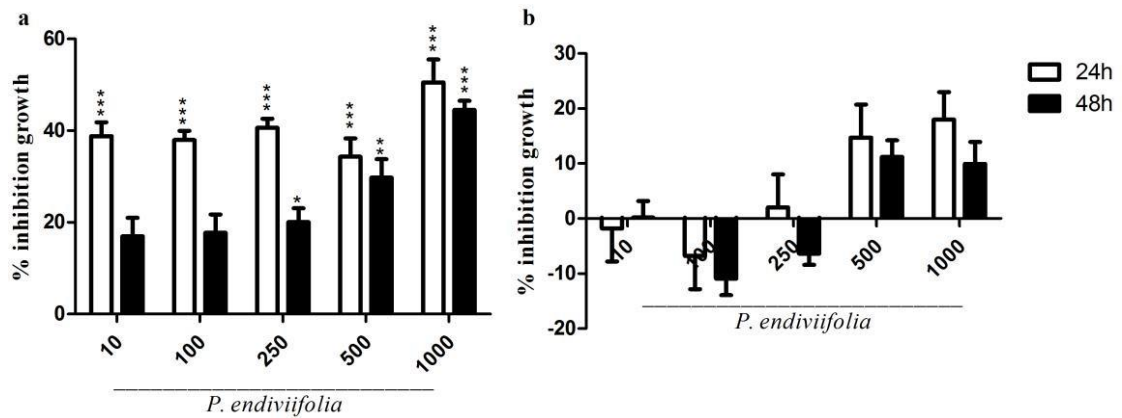 a
% inhibition growth
60
40
20
0
*** *** *** * *** ** *** ***
10 100 250 500 1000
P. endiviifolia
b
% inhibition growth
30
20
10
0
-10
-20
10 100 250 500 1000
P. endiviifolia
24h
48h